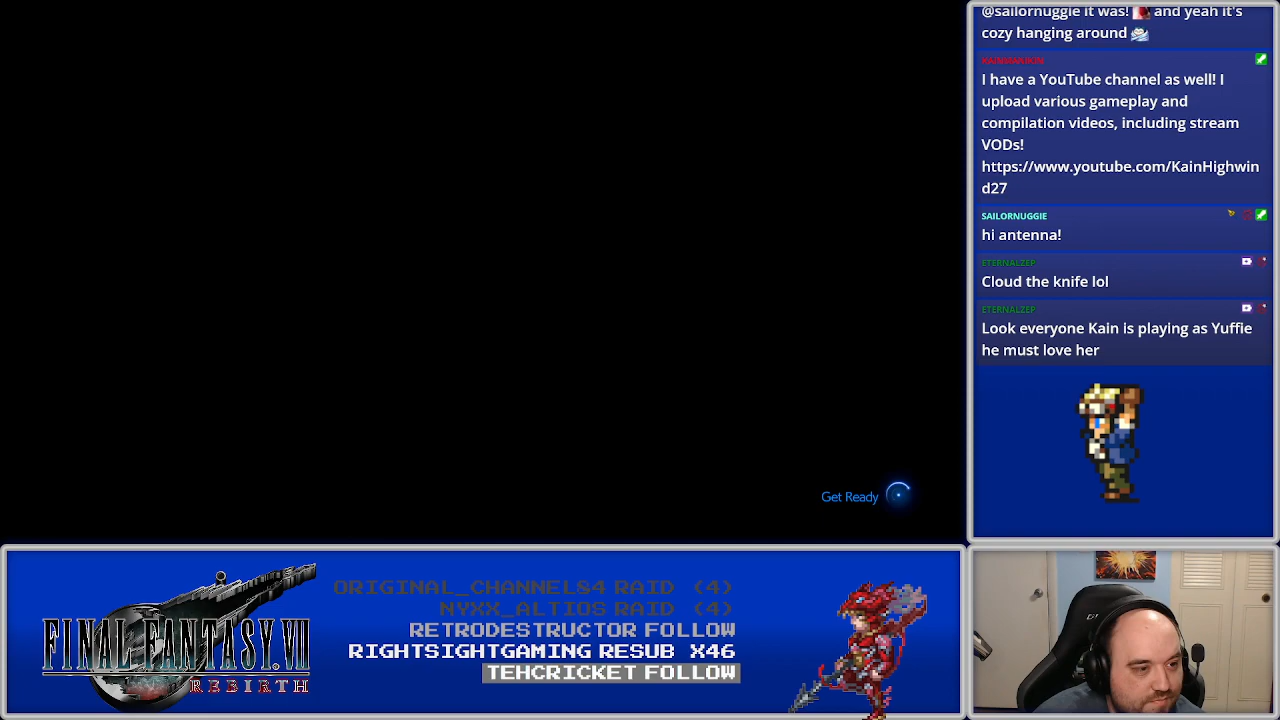 @sailornuggie it was! and yeah it's
cozy hanging around
KAINSRAKIKIN
I have a YouTube channel as well! I
upload various gameplay and
compilation videos, including stream
VODs!
https://www.youtube.com/KainHighwin
d27
SAILORNUGGIE
hi antenna!
ETERNALZEP
Cloud the knife lol
ETERNALZEP
Look everyone Kain is playing as Yuffie
he must love her
Get Ready
FINAL FANTASY VII
REBIRTH
ORIGINAL_CHANNEL84 RAID (4)
NYXX_ALTIOS RAID (4)
RETRODESTRUCTOR FOLLOW
RIGHTSIGHTGAMING RESUB X46
TEHCRICKET FOLLOW